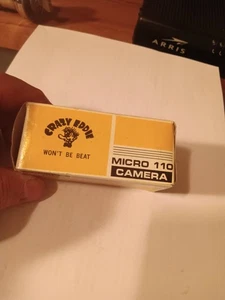 ARRIS
CRAZY EDDIE
WON'T BE BEAT
MICRO 110
CAMERA